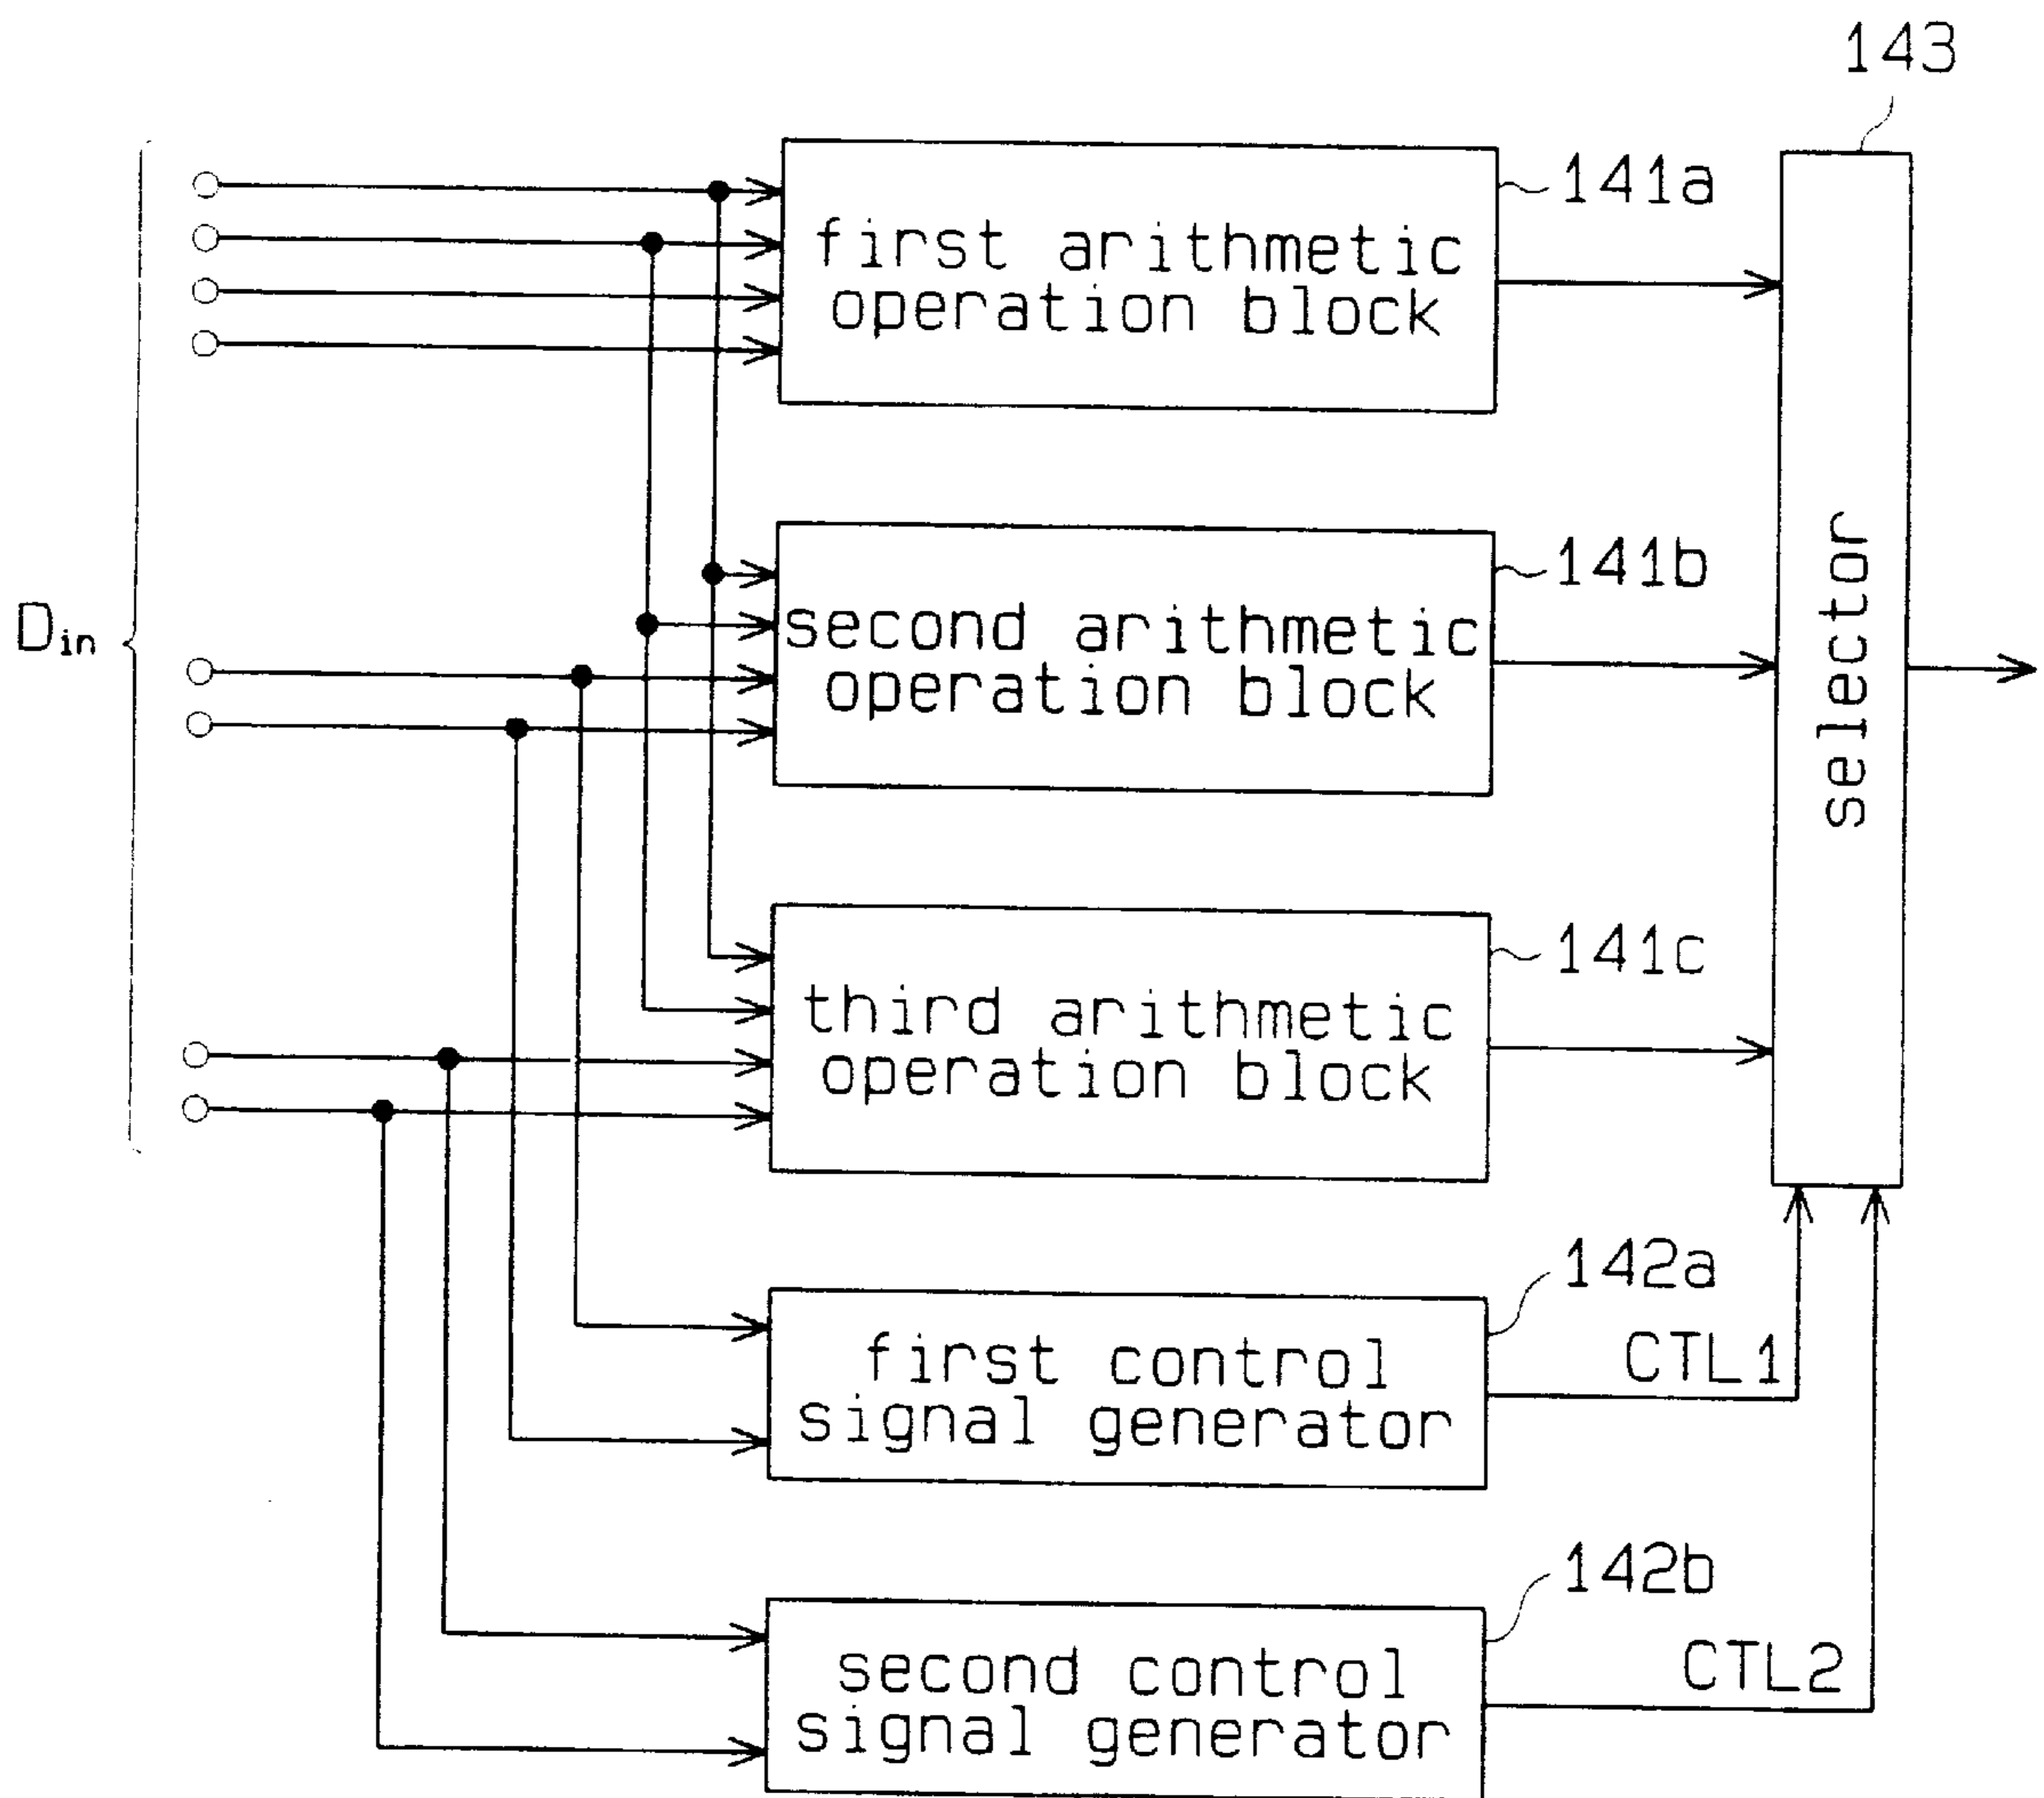 143
141a
first arithmetic
operation block
141b
Din
second arithmetic
operation block
selector
141c
third arithmetic
operation block
142a
first control
signal generator
CTL1
142b
second control
signal generator
CTL2